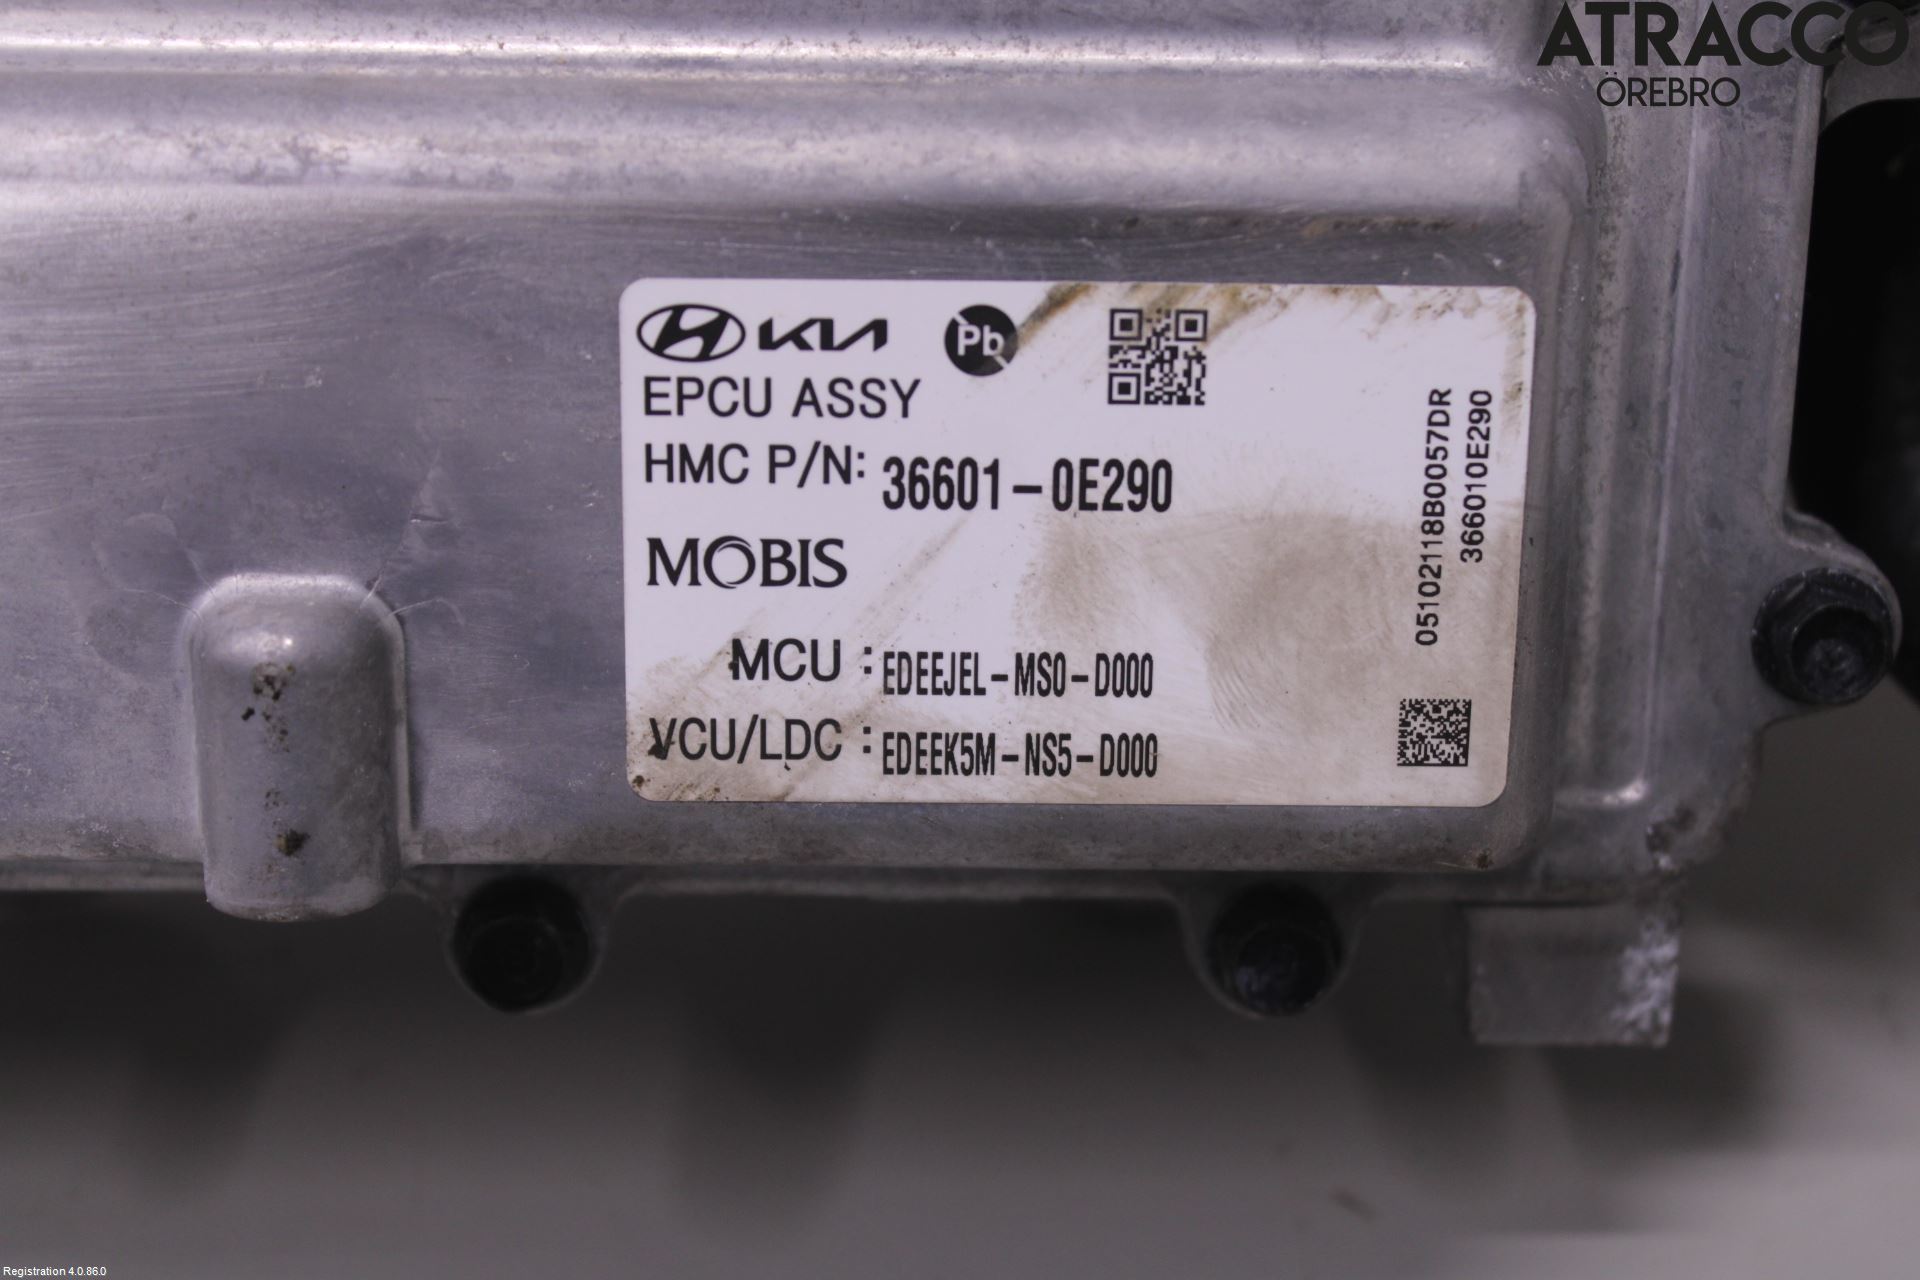 ATRACCO
ÖREBRO
KIA Pb
EPCU ASSY
HMC P/N: 36601-0E290
MOBIS
MCU : EDEEJEL-MS0-D000
VCU/LDC : EDEEK5M-NS5-D000
05102118B0057DR
366010E290
Registration 4.0.86.0